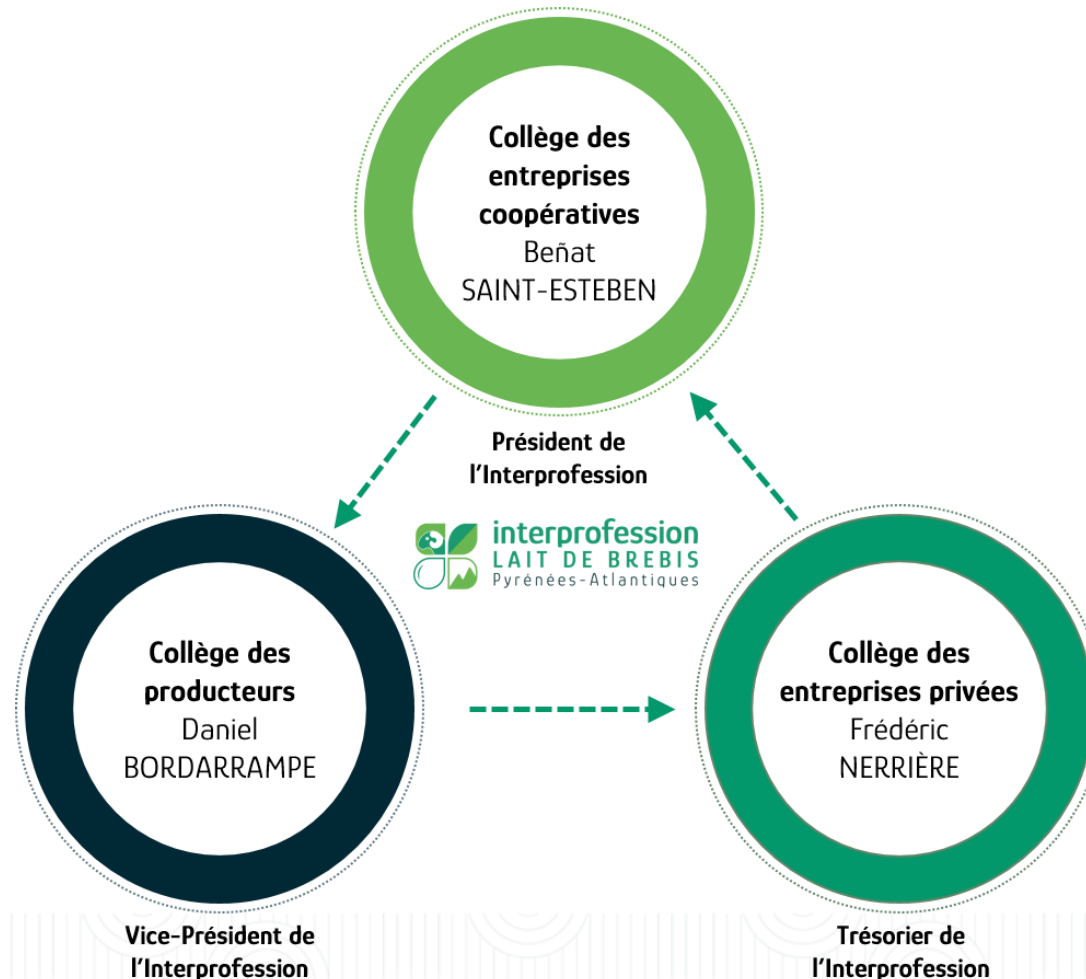 Collège des
entreprises
coopératives
Beñat
SAINT-ESTEBEN
Président de
l'Interprofession
interprofession
LAIT DE BREBIS
Pyrénées-Atlantiques
Collège des
producteurs
Daniel
BORDARRAMPE
Vice-Président de
l'Interprofession
Collège des
entreprises privées
Frédéric
NERRIÈRE
Trésorier de
l'Interprofession